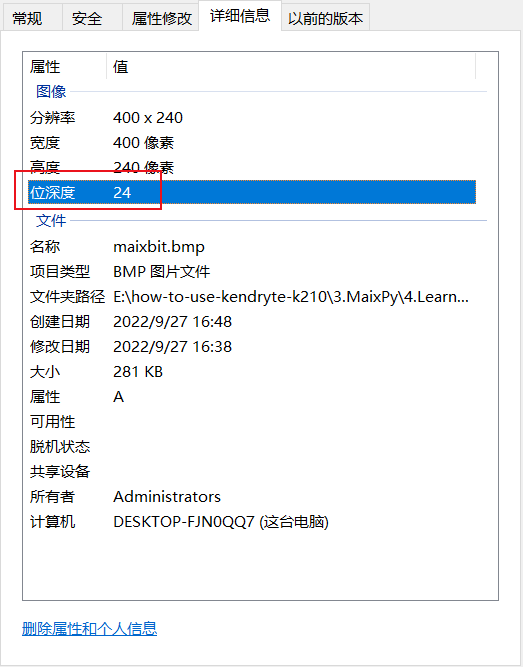 常规 安全 属性修改 详细信息 以前的版本
属性 值
图像
分辨率 400 x 240
宽度 400 像素
高度 240 像素
位深度 24
文件
名称 maixbit.bmp
项目类型 BMP 图片文件
文件夹路径 E:\how-to-use-kendryte-k210\3.MaixPy\4.Learn...
创建日期 2022/9/27 16:48
修改日期 2022/9/27 16:38
大小 281 KB
属性 A
可用性
脱机状态
共享设备
所有者 Administrators
计算机 DESKTOP-FJN0QQ7 (这台电脑)
删除属性和个人信息